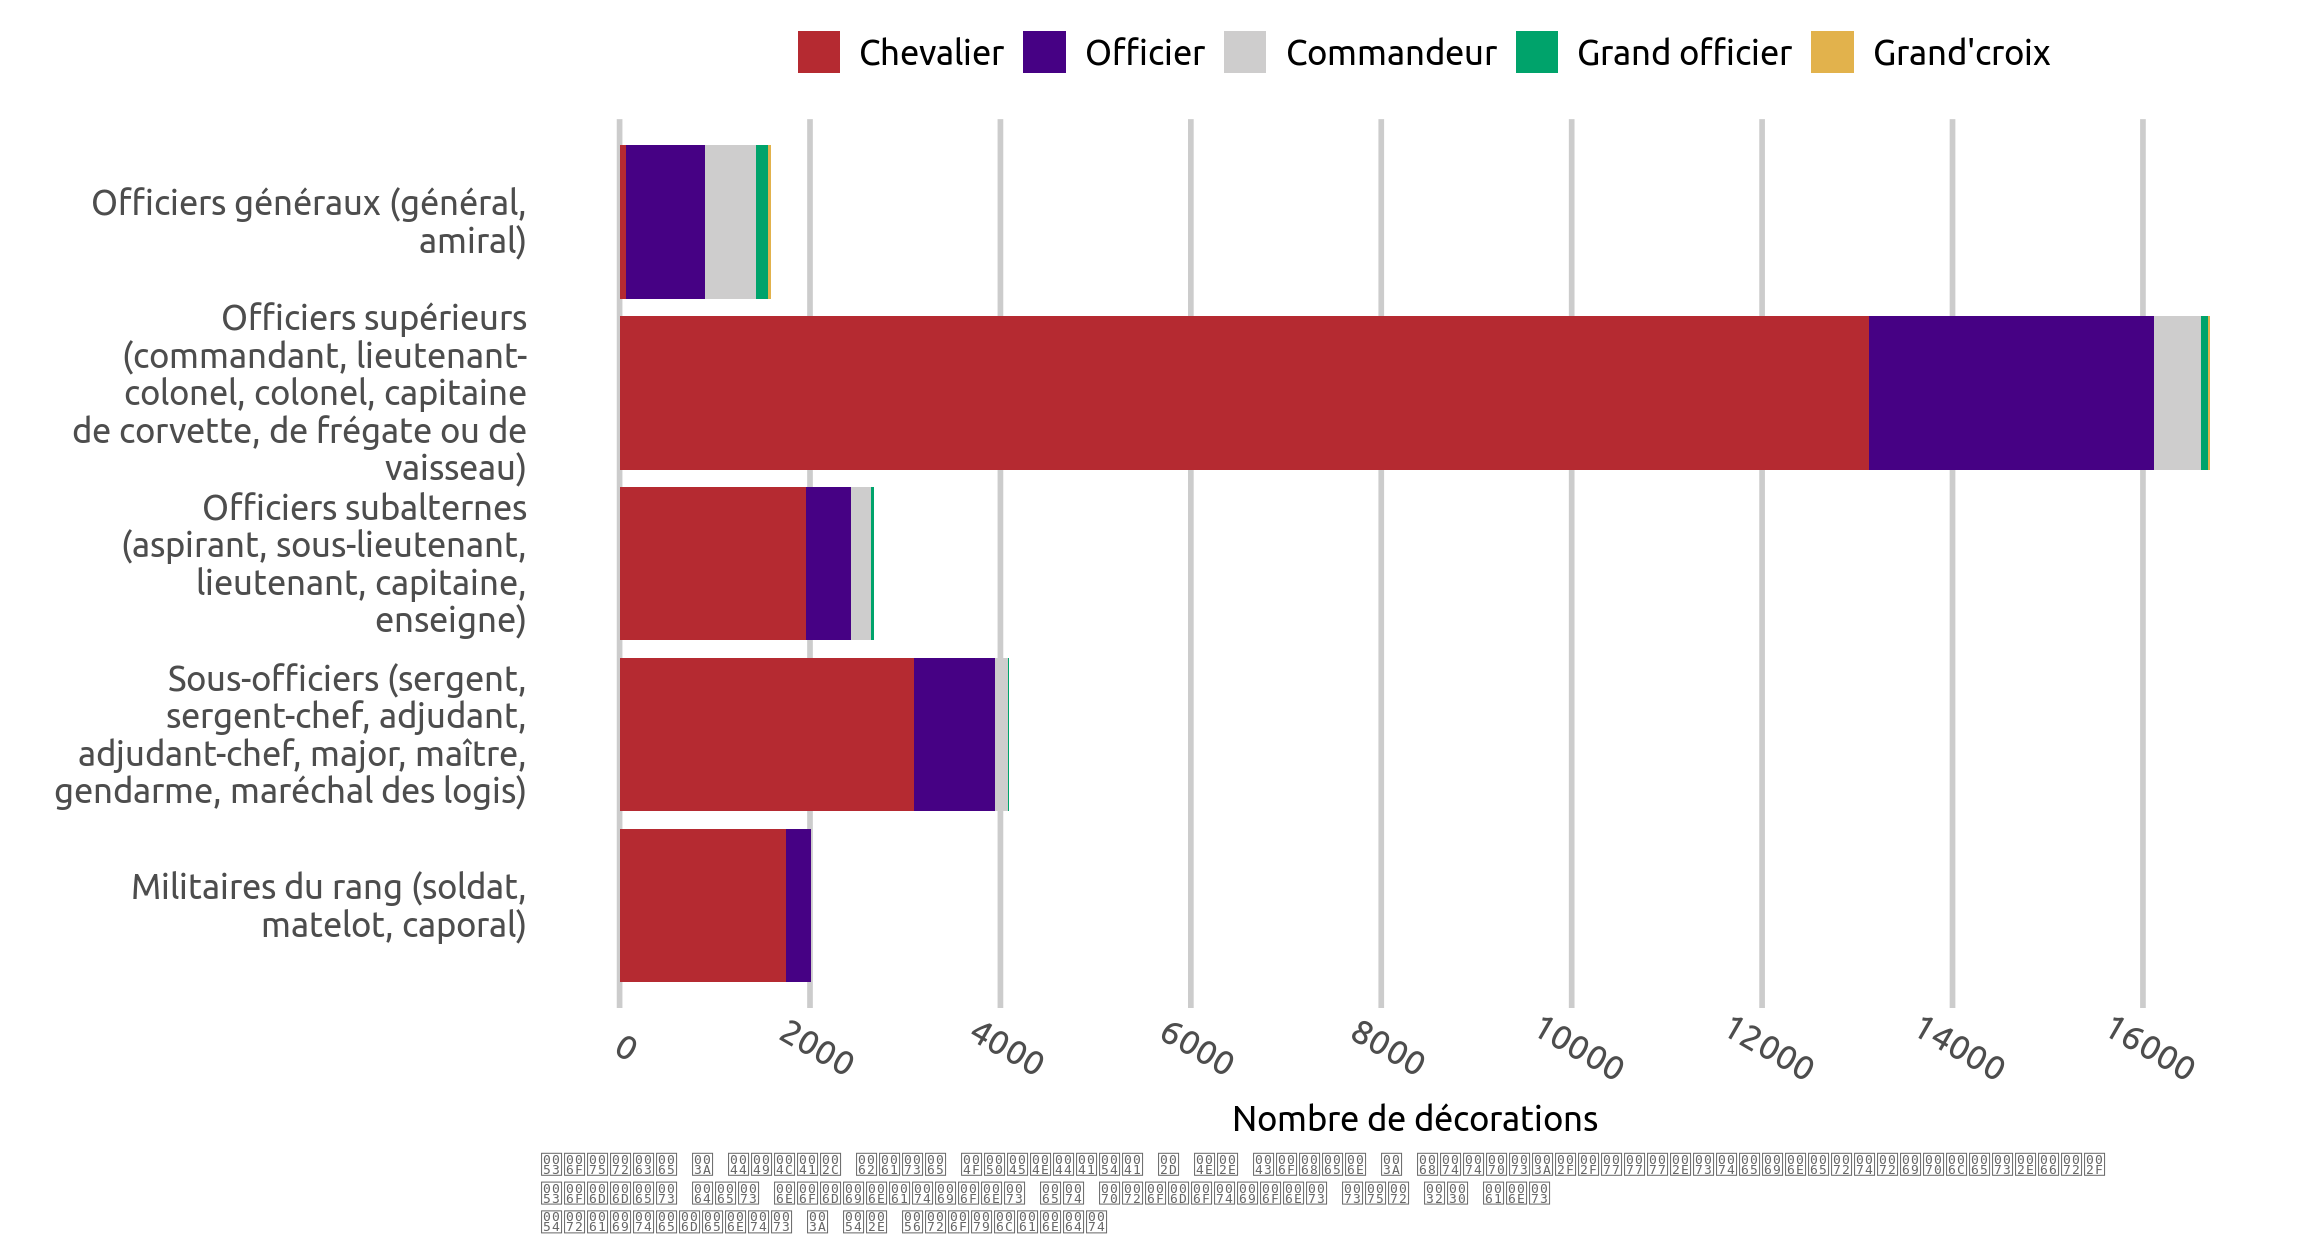 Chevalier Officier Commandeur Grand officier Grand'croix
Officiers généraux (général,
amiral)
Officiers supérieurs
(commandant, lieutenant-
colonel, colonel, capitaine
de corvette, de frégate ou de
vaisseau)
Officiers subalternes
(aspirant, sous-lieutenant,
lieutenant, capitaine,
enseigne)
Sous-officiers (sergent,
sergent-chef, adjudant,
adjudant-chef, major, maître,
gendarme, maréchal des logis)
Militaires du rang (soldat,
matelot, caporal)
0 2000 4000 6000 8000 10000 12000 14000 16000
Nombre de décorations